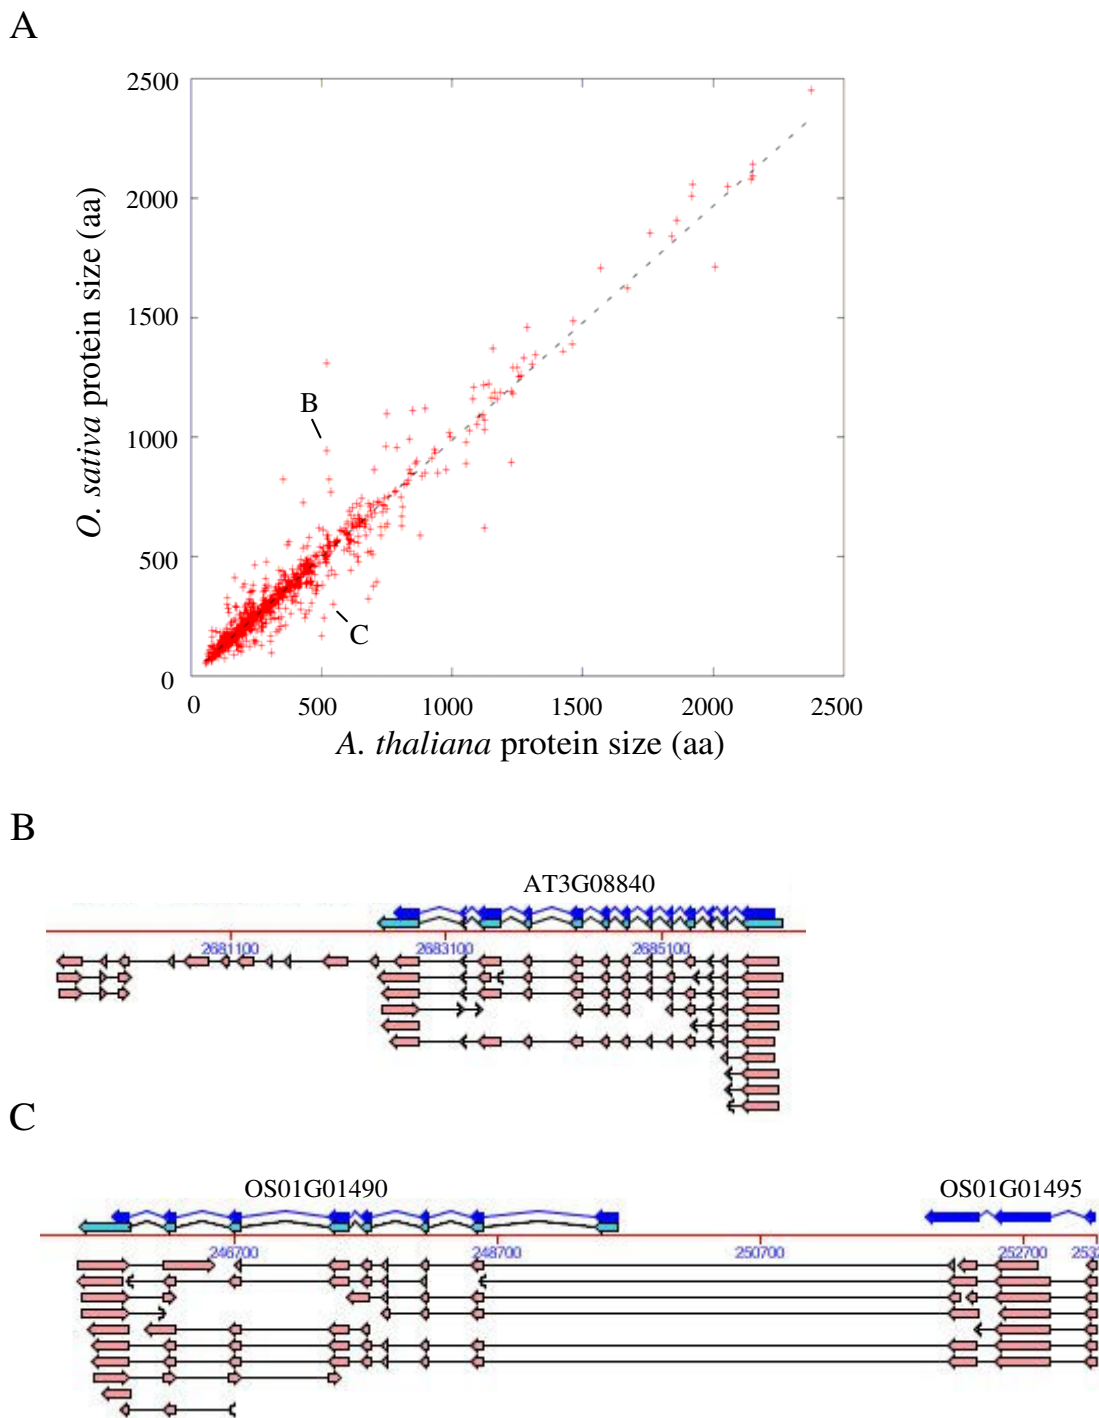 A
2500
2000
1500
1000
500
0
O. sativa protein size (aa)
B
C
0 500 1000 1500 2000 2500
A. thaliana protein size (aa)
B
AT3G08840
2681100 2683100 2685100
C
OS01G01490 OS01G01495
246700 248700 250700 252700